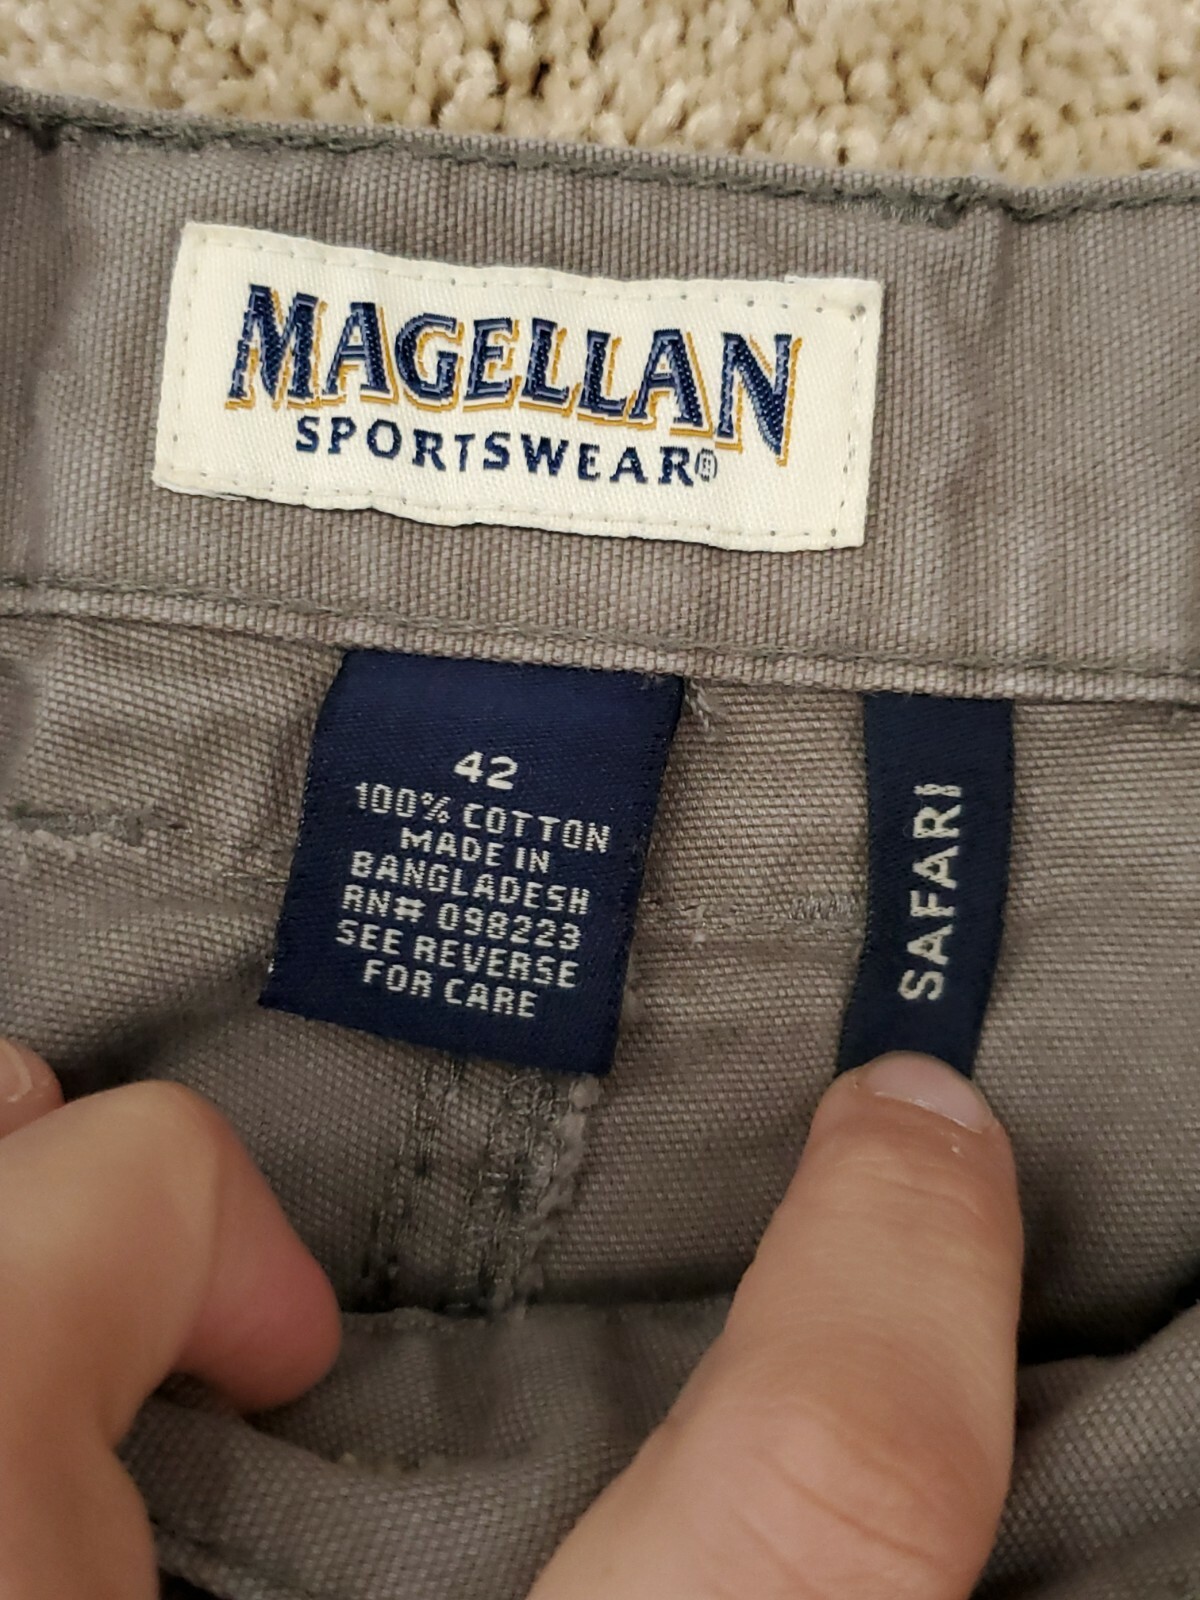 MAGELLAN
SPORTSWEAR®
42
100% COTTON
MADE IN
BANGLADESH
RN# 098223
SEE REVERSE
FOR CARE
SAFARI